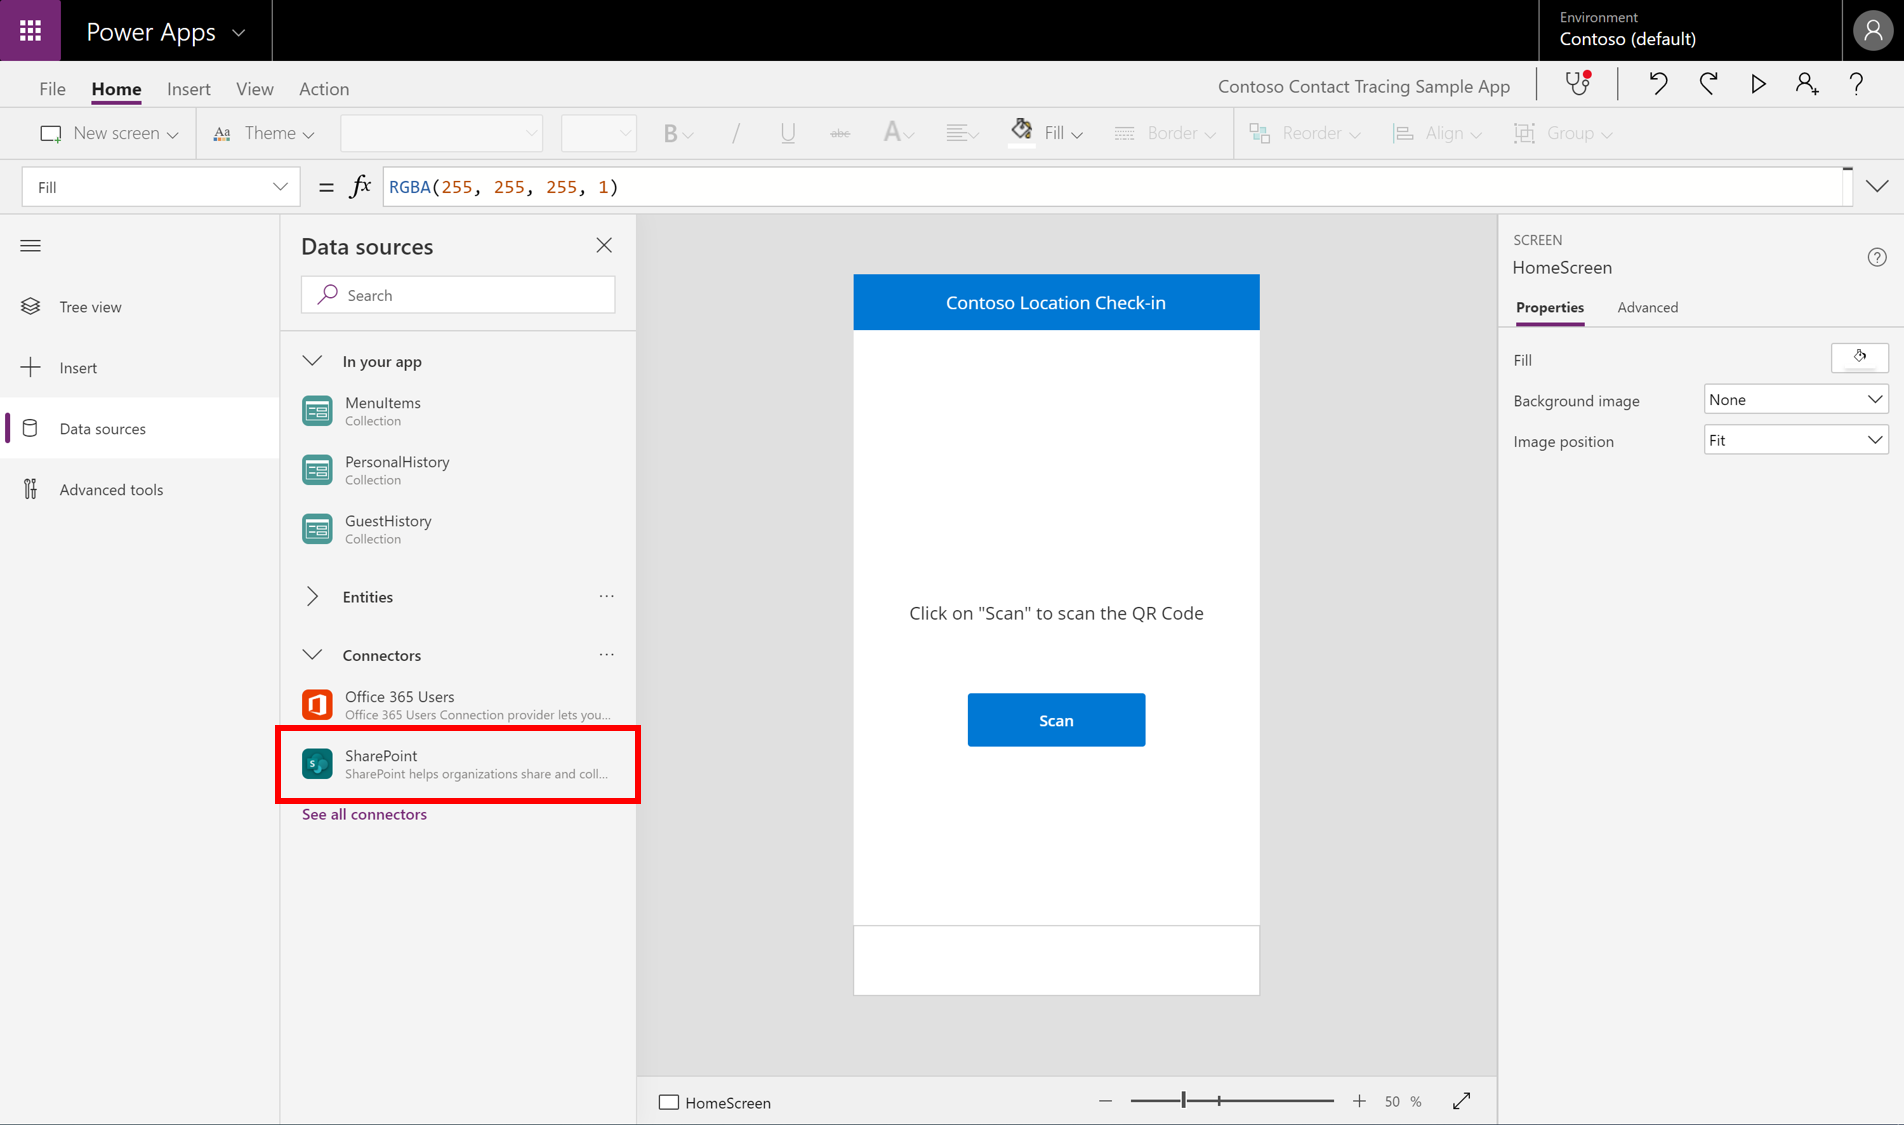 Power Apps
Environment
Contoso (default)
File Home Insert View Action
Contoso Contact Tracing Sample App
New screen Theme B / U abc A Fill Border Reorder Align Group
Fill = fx RGBA(255, 255, 255, 1)
Tree view
Insert
Data sources
Advanced tools
Data sources
Search
In your app
MenuItems
Collection
PersonalHistory
Collection
GuestHistory
Collection
Entities ...
Connectors ...
Office 365 Users
Office 365 Users Connection provider lets you...
SharePoint
SharePoint helps organizations share and coll...
See all connectors
Contoso Location Check-in
Click on "Scan" to scan the QR Code
Scan
HomeScreen
50 %
SCREEN
HomeScreen
Properties Advanced
Fill
Background image None
Image position Fit